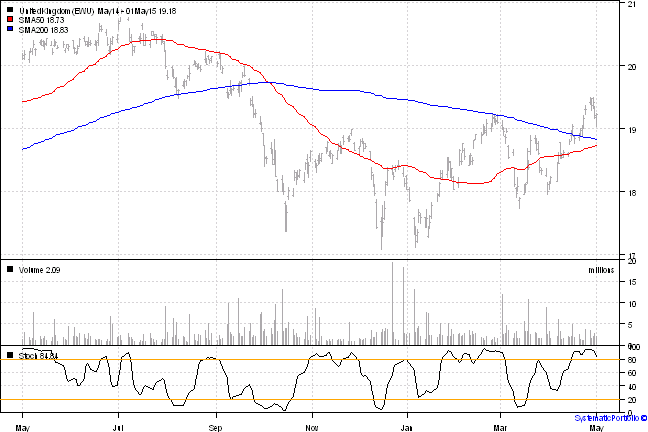 UnitedKingdom (EWU) May14 - 01May15 19.18
SMA50 18.73
SMA200 18.83
21
20
19
18
17
Volume 2.09
millions
20
15
10
5
Stoch 84.84
100
80
60
40
20
0
May Jul Sep Nov Jan Mar May
SystematicPortfolio ©